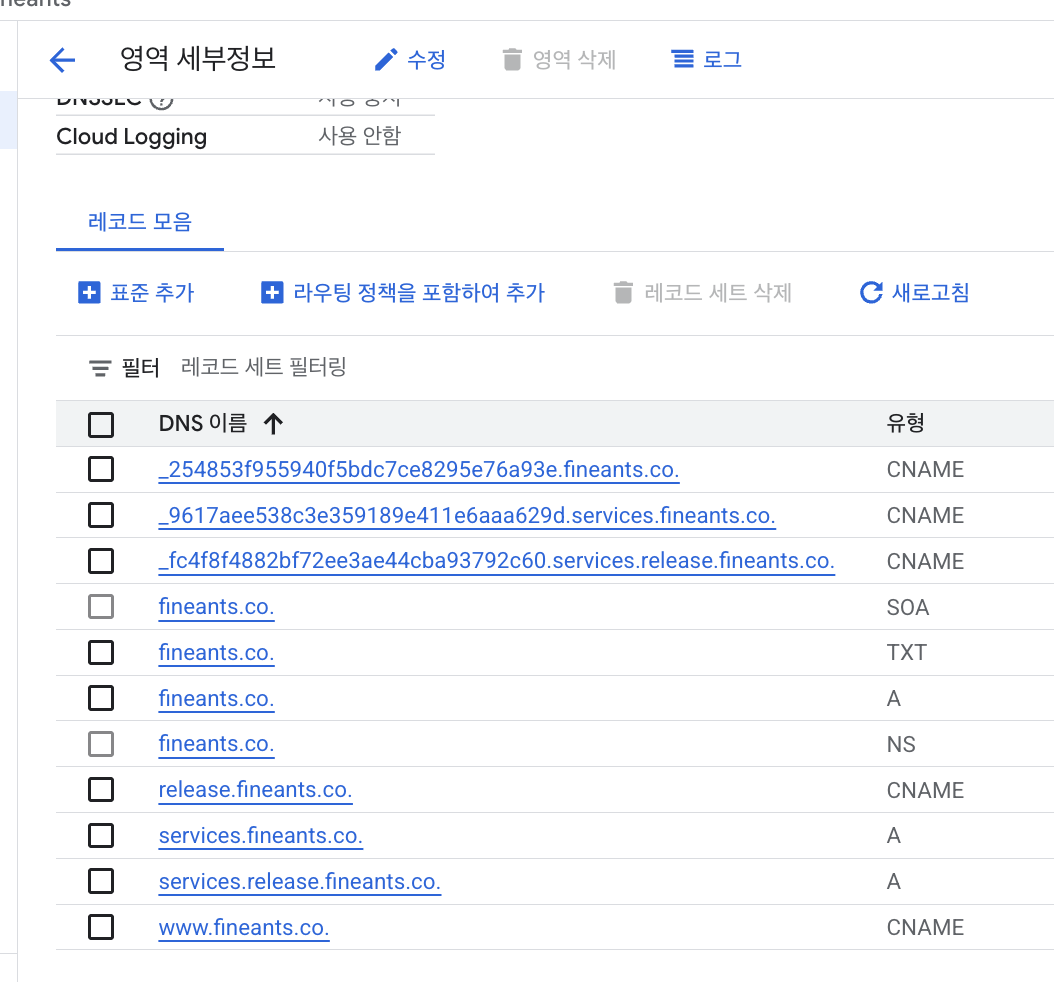 영역 세부정보 수정 영역 삭제 로그
DNSSEC
Cloud Logging 사용 안함
레코드 모음
표준 추가 라우팅 정책을 포함하여 추가 레코드 세트 삭제 새로고침
필터 레코드 세트 필터링
DNS 이름 유형
_254853f955940f5bdc7ce8295e76a93e.fineants.co. CNAME
_9617aee538c3e359189e411e6aaa629d.services.fineants.co. CNAME
_fc4f8f4882bf72ee3ae44cba93792c60.services.release.fineants.co. CNAME
fineants.co. SOA
fineants.co. TXT
fineants.co. A
fineants.co. NS
release.fineants.co. CNAME
services.fineants.co. A
services.release.fineants.co. A
www.fineants.co. CNAME